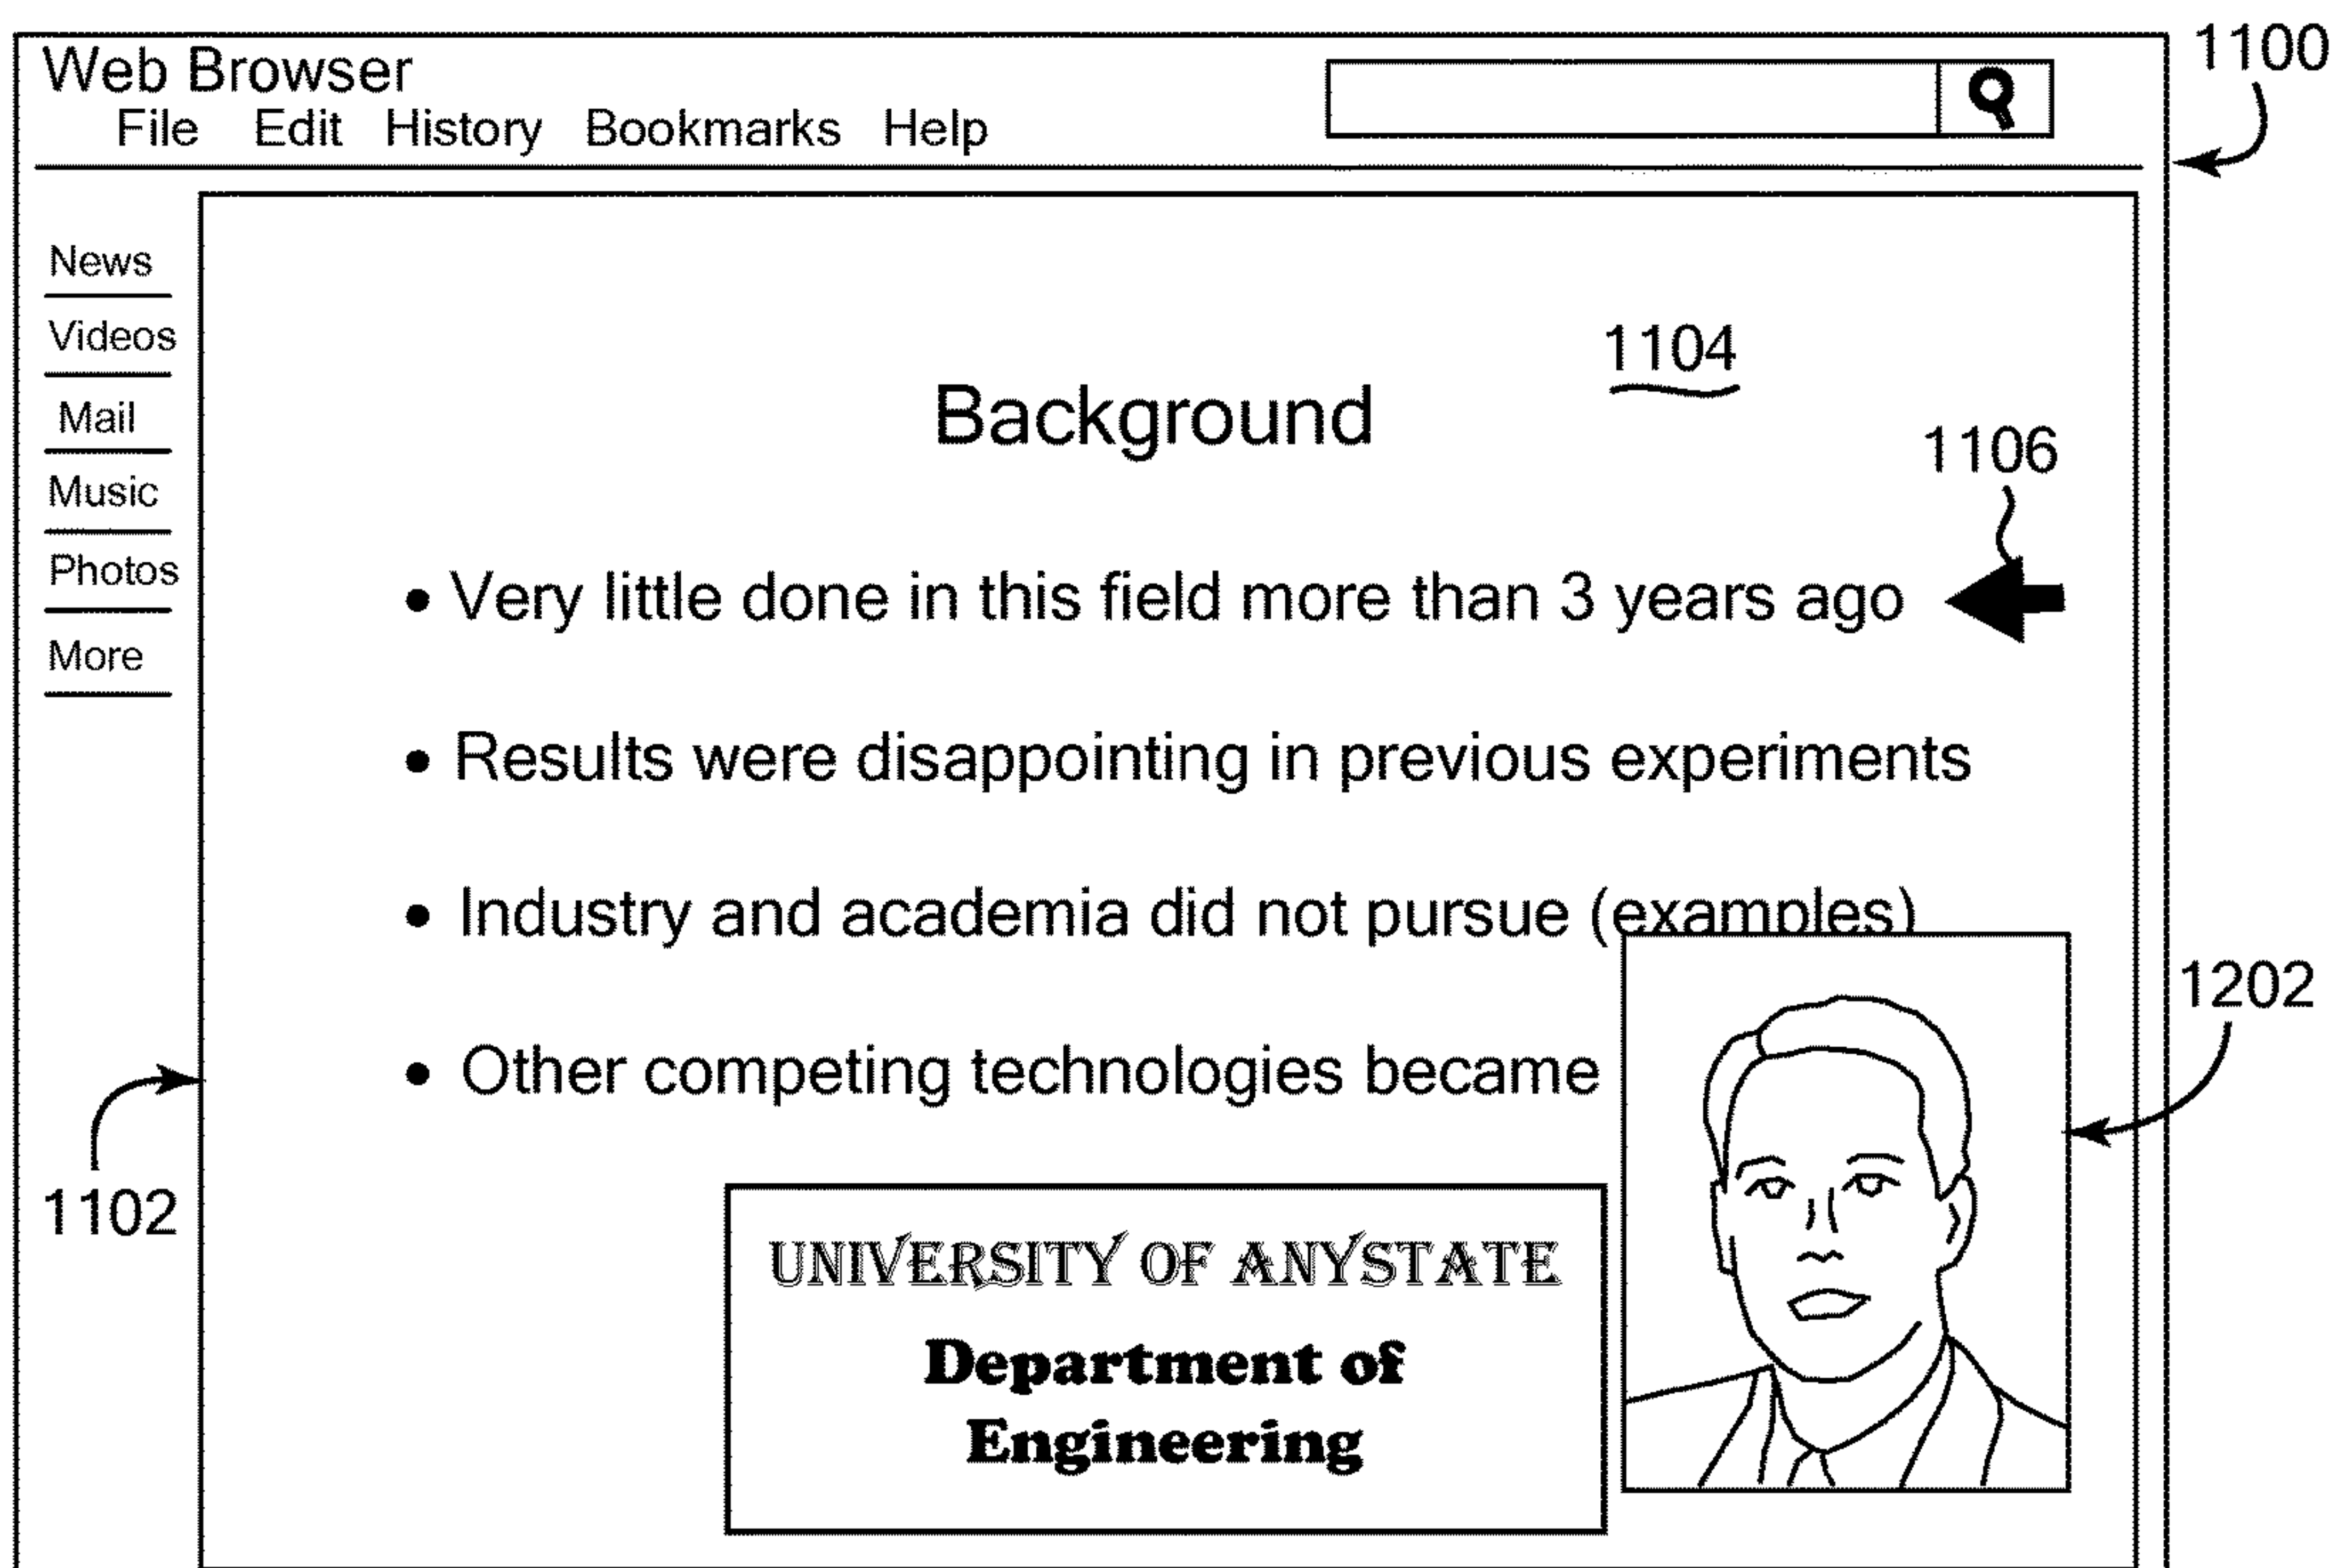 Web Browser
1100
File Edit History Bookmarks Help
News
Videos
Mail
Music
Photos
More
1104
Background
1106
• Very little done in this field more than 3 years ago
• Results were disappointing in previous experiments
• Industry and academia did not pursue (examples)
1202
• Other competing technologies became
1102
UNIVERSITY OF ANYSTATE
Department of
Engineering